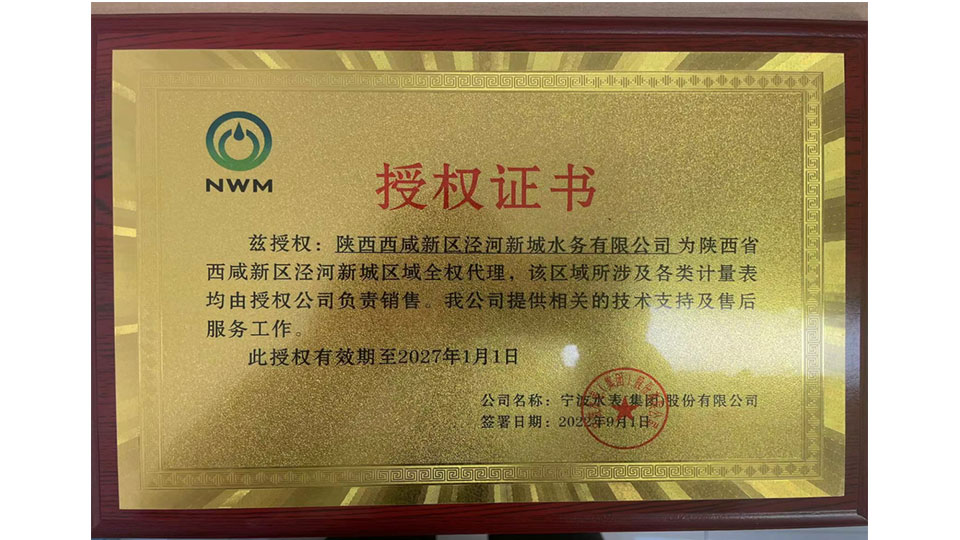 NWM
授权证书
兹授权：陕西西咸新区泾河新城水务有限公司为陕西省
西咸新区泾河新城区域全权代理，该区域所涉及各类计量表
均由授权公司负责销售。我公司提供相关的技术支持及售后
服务工作。
此授权有效期至2027年1月1日
公司名称：宁波水表(集团)股份有限公司
签署日期：2022年9月1日